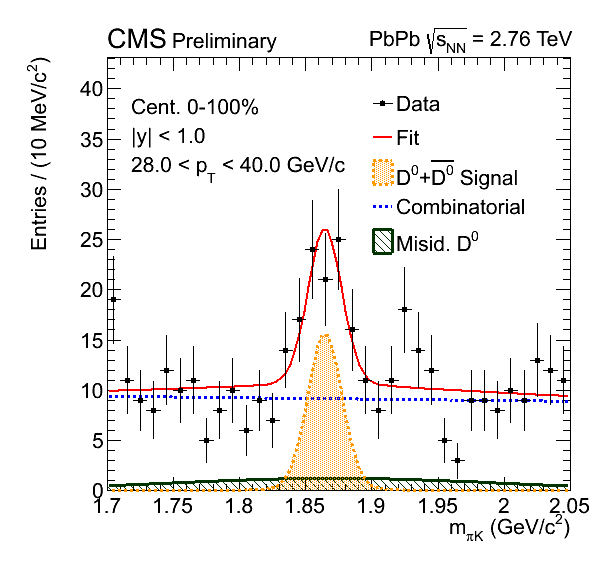 CMS Preliminary
PbPb √sNN = 2.76 TeV
Cent. 0-100%
|y| < 1.0
28.0 < pT < 40.0 GeV/c
Data
Fit
D⁰+D̅⁰ Signal
Combinatorial
Misid. D⁰
Entries / (10 MeV/c²)
40
35
30
25
20
15
10
5
0
1.7 1.75 1.8 1.85 1.9 1.95 2 2.05
mπK (GeV/c²)